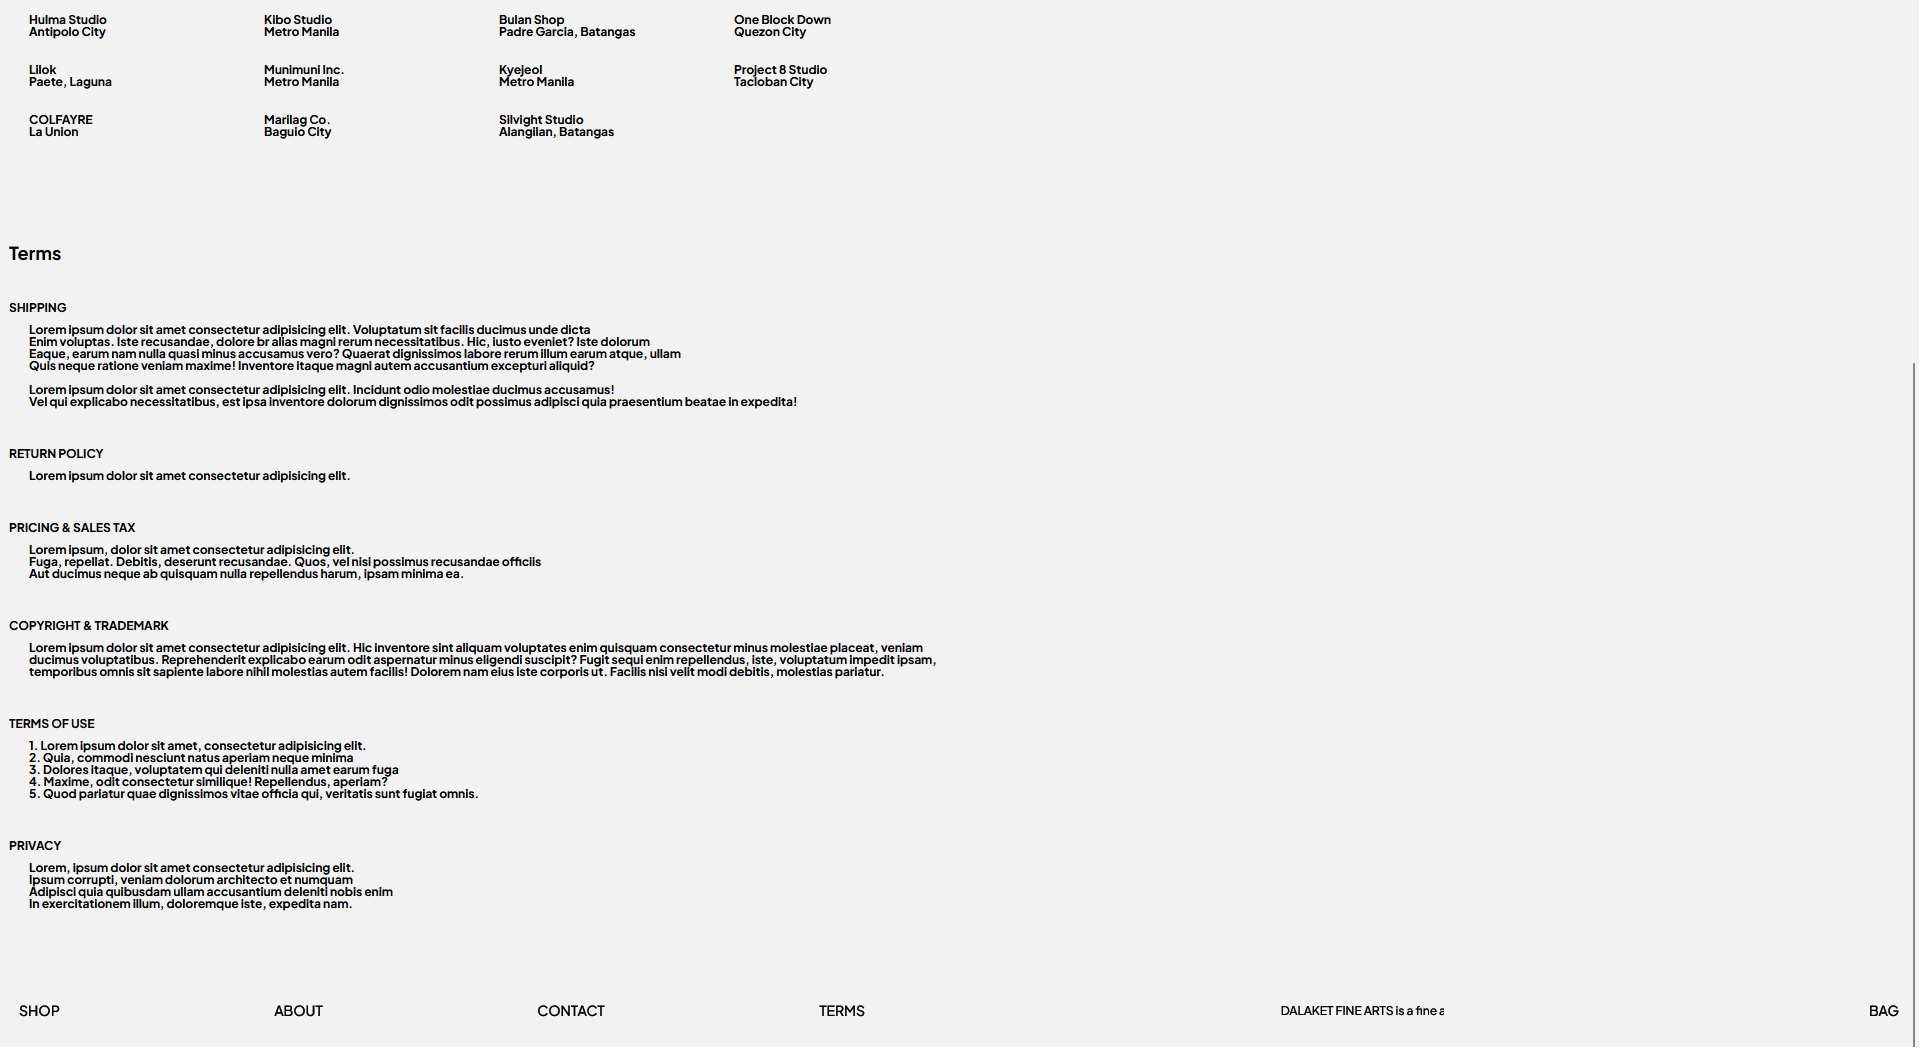 Hulma Studio
Antipolo City
Kibo Studio
Metro Manila
Bulan Shop
Padre Garcia, Batangas
One Block Down
Quezon City
Lilok
Paete, Laguna
Munimuni Inc.
Metro Manila
Kyejeol
Metro Manila
Project 8 Studio
Tacloban City
COLFAYRE
La Union
Marilag Co.
Baguio City
Silvight Studio
Alangilan, Batangas
Terms
SHIPPING
Lorem ipsum dolor sit amet consectetur adipisicing elit. Voluptatum sit facilis ducimus unde dicta
Enim voluptas. Iste recusandae, dolore br alias magni rerum necessitatibus. Hic, iusto eveniet? Iste dolorum
Eaque, earum nam nulla quasi minus accusamus vero? Quaerat dignissimos labore rerum illum earum atque, ullam
Quis neque ratione veniam maxime! Inventore itaque magni autem accusantium excepturi aliquid?
Lorem ipsum dolor sit amet consectetur adipisicing elit. Incidunt odio molestiae ducimus accusamus!
Vel qui explicabo necessitatibus, est ipsa inventore dolorum dignissimos odit possimus adipisci quia praesentium beatae in expedita!
RETURN POLICY
Lorem ipsum dolor sit amet consectetur adipisicing elit.
PRICING & SALES TAX
Lorem ipsum, dolor sit amet consectetur adipisicing elit.
Fuga, repellat. Debitis, deserunt recusandae. Quos, vel nisi possimus recusandae officiis
Aut ducimus neque ab quisquam nulla repellendus harum, ipsam minima ea.
COPYRIGHT & TRADEMARK
Lorem ipsum dolor sit amet consectetur adipisicing elit. Hic inventore sint aliquam voluptates enim quisquam consectetur minus molestiae placeat, veniam
ducimus voluptatibus. Reprehenderit explicabo earum odit aspernatur minus eligendi suscipit? Fugit sequi enim repellendus, iste, voluptatum impedit ipsam,
temporibus omnis sit sapiente labore nihil molestias autem facilis! Dolorem nam eius iste corporis ut. Facilis nisi velit modi debitis, molestias pariatur.
TERMS OF USE
1. Lorem ipsum dolor sit amet, consectetur adipisicing elit.
2. Quia, commodi nesciunt natus aperiam neque minima
3. Dolores itaque, voluptatem qui deleniti nulla amet earum fuga
4. Maxime, odit consectetur similique! Repellendus, aperiam?
5. Quod pariatur quae dignissimos vitae officia qui, veritatis sunt fugiat omnis.
PRIVACY
Lorem, ipsum dolor sit amet consectetur adipisicing elit.
Ipsum corrupti, veniam dolorum architecto et numquam
Adipisci quia quibusdam ullam accusantium deleniti nobis enim
In exercitationem illum, doloremque iste, expedita nam.
SHOP
ABOUT
CONTACT
TERMS
DALAKET FINE ARTS is a fine a
BAG